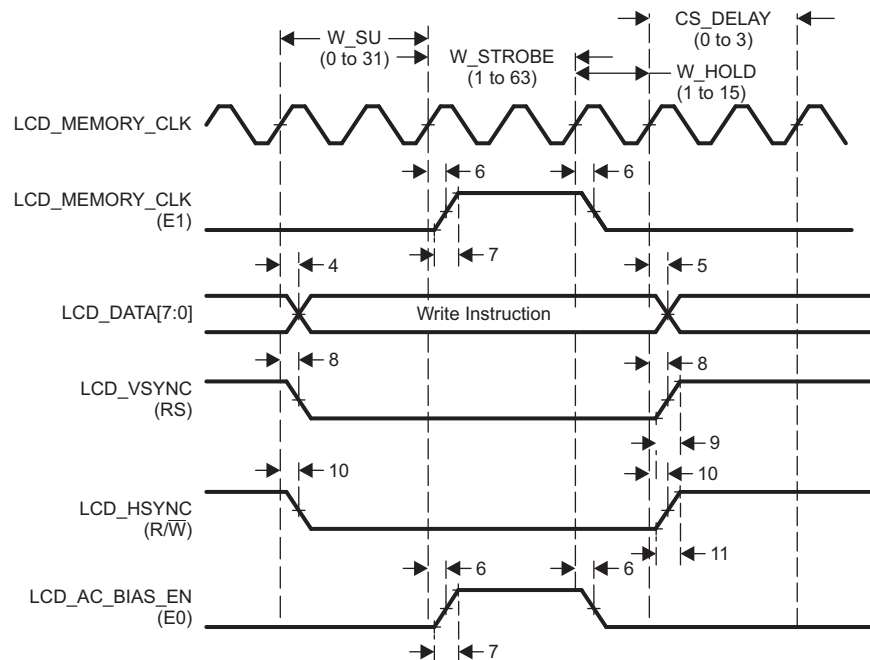 W_SU
(0 to 31)
W_STROBE
(1 to 63)
CS_DELAY
(0 to 3)
W_HOLD
(1 to 15)
LCD_MEMORY_CLK
LCD_MEMORY_CLK
(E1)
6
6
7
LCD_DATA[7:0]
4
5
Write Instruction
LCD_VSYNC
(RS)
8
8
9
LCD_HSYNC
(R/W̅)
10
10
11
LCD_AC_BIAS_EN
(E0)
6
6
7